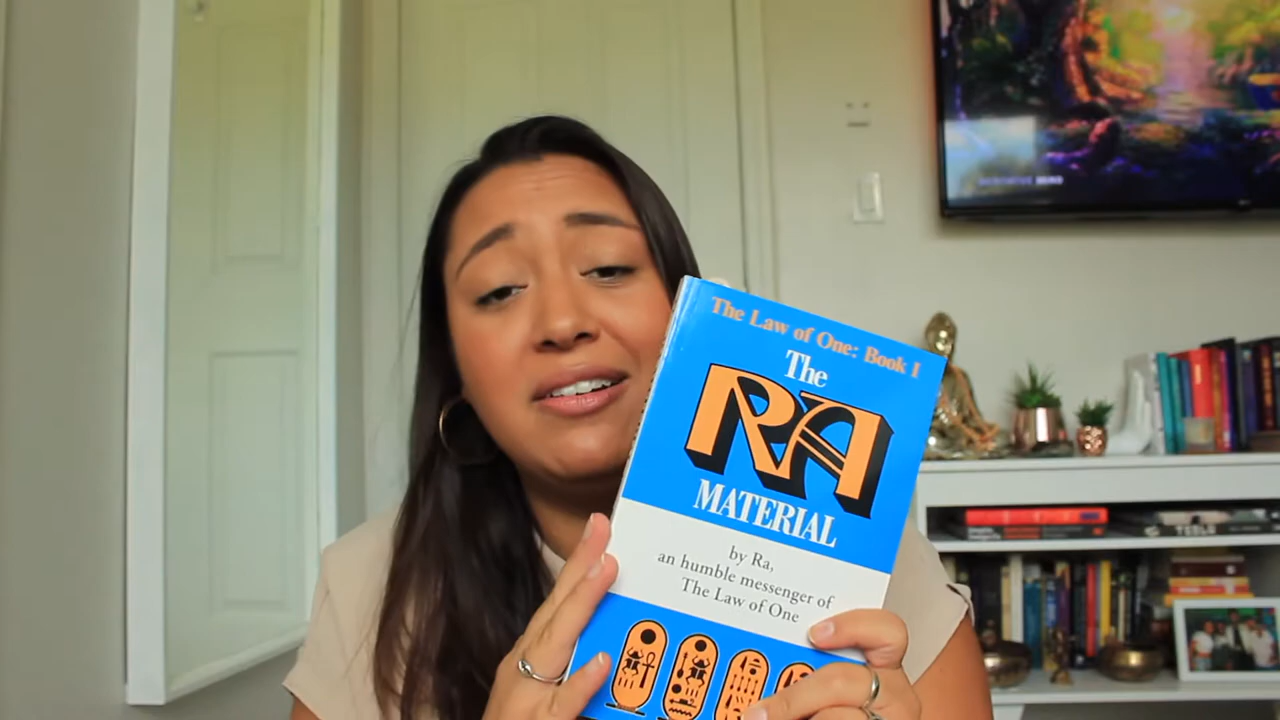 The Law of One: Book I
The
RA
MATERIAL
by Ra,
an humble messenger of
The Law of One